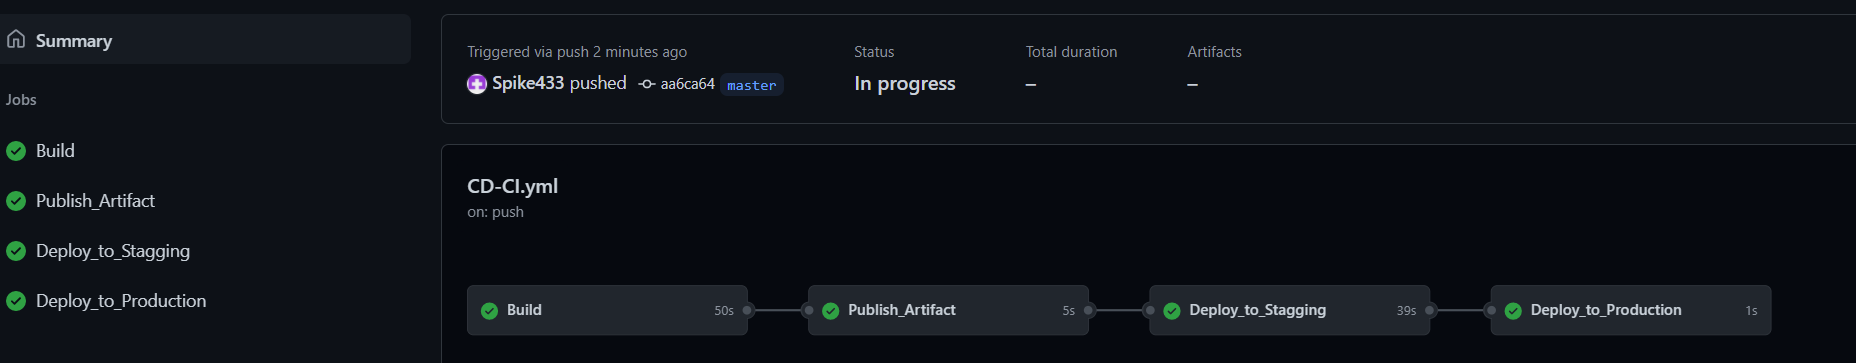 Summary
Jobs
Build
Publish_Artifact
Deploy_to_Stagging
Deploy_to_Production
Triggered via push 2 minutes ago
Spike433 pushed aa6ca64 master
Status
In progress
Total duration
–
Artifacts
–
CD-CI.yml
on: push
Build 50s
Publish_Artifact 5s
Deploy_to_Stagging 39s
Deploy_to_Production 1s